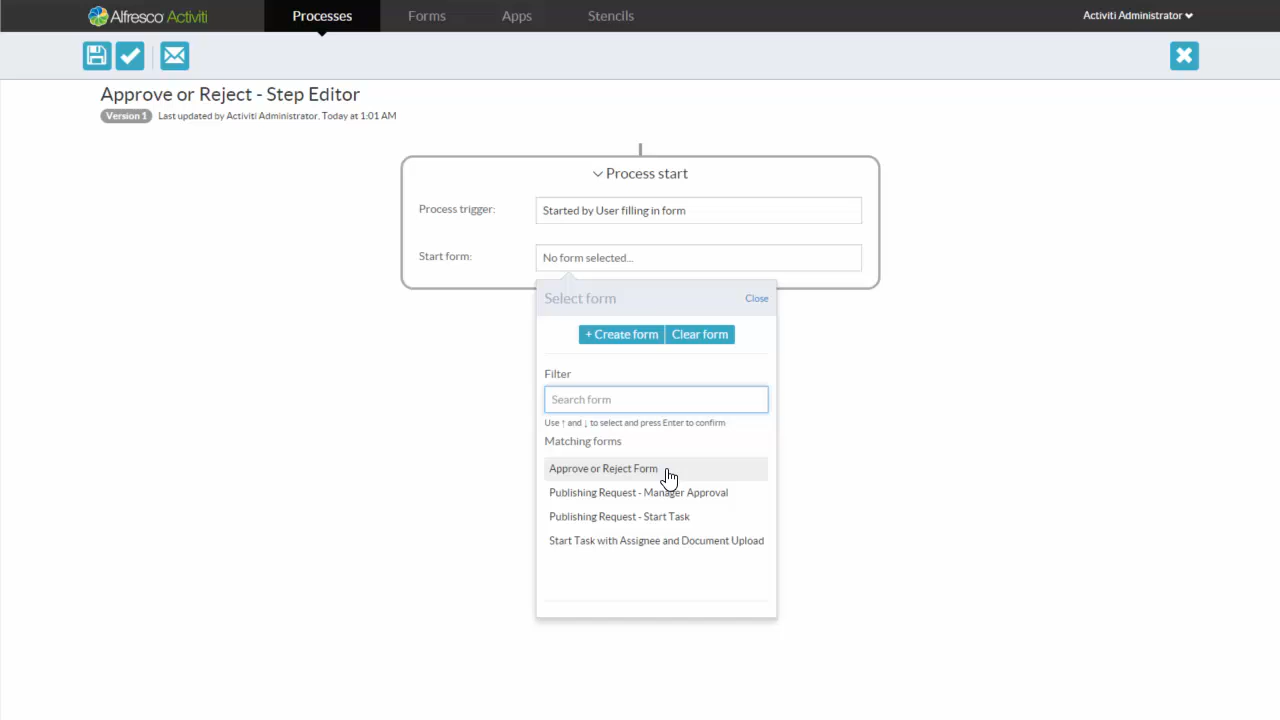 Alfresco Activiti
Processes
Forms
Apps
Stencils
Activiti Administrator
Approve or Reject - Step Editor
Version 1 Last updated by Activiti Administrator, Today at 1:01 AM
Process start
Process trigger: Started by User filling in form
Start form: No form selected...
Select form Close
+ Create form Clear form
Filter
Search form
Use ↑ and ↓ to select and press Enter to confirm
Matching forms
Approve or Reject Form
Publishing Request - Manager Approval
Publishing Request - Start Task
Start Task with Assignee and Document Upload